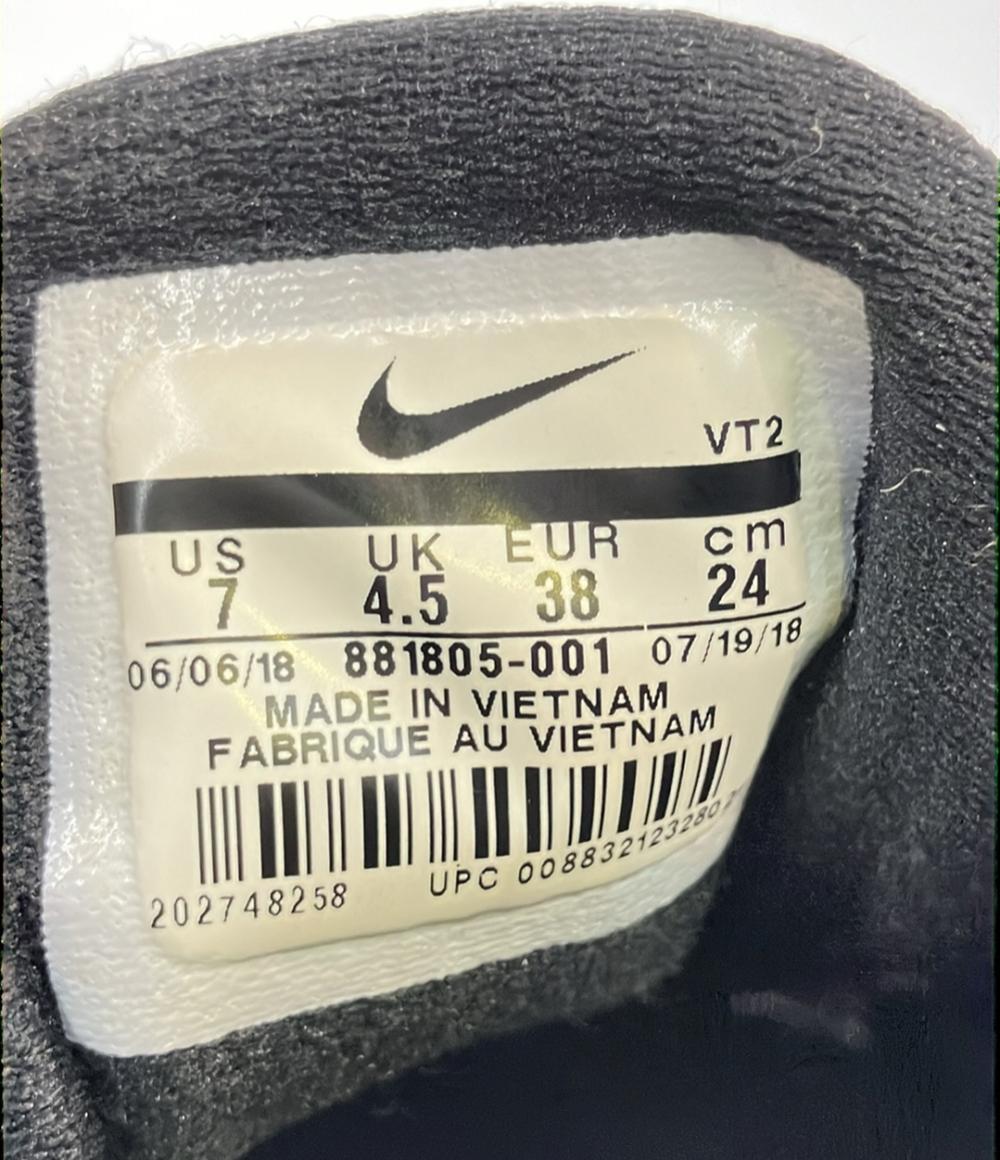 VT2
US UK EUR cm
7 4.5 38 24
06/06/18 881805-001 07/19/18
MADE IN VIETNAM
FABRIQUE AU VIETNAM
202748258 UPC 008832123280